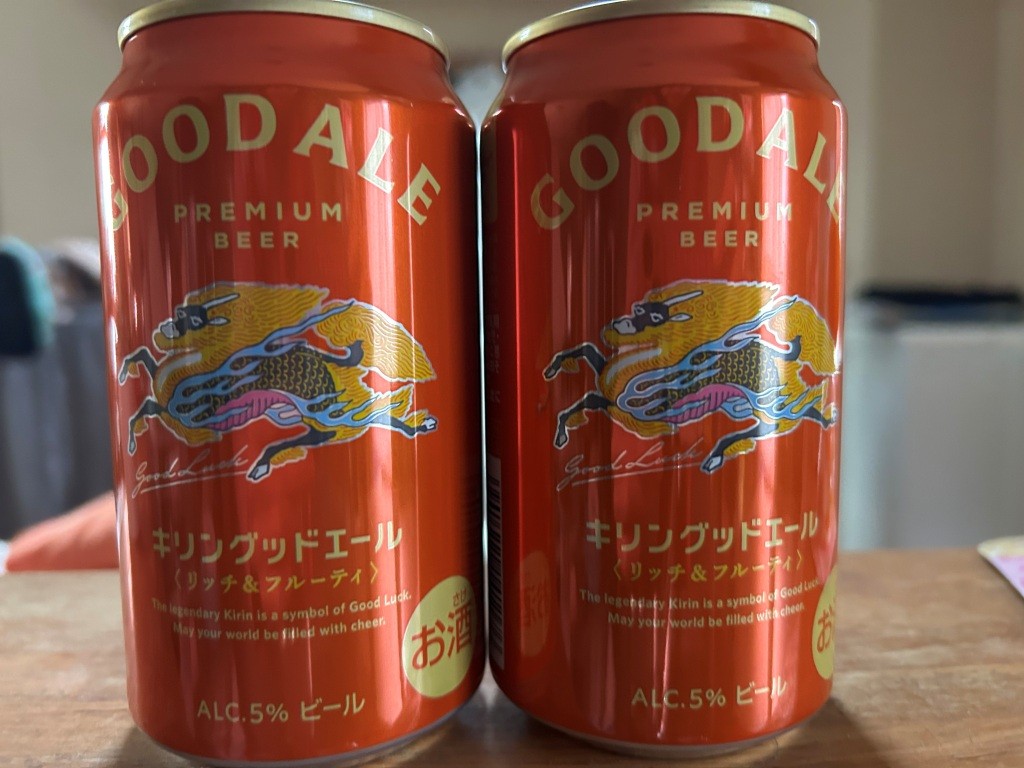 GOOD ALE
PREMIUM
BEER
Good Luck
キリングッドエール
〈リッチ&フルーティ〉
The legendary Kirin is a symbol of Good Luck.
May your world be filled with cheer.
さけ
お酒
ALC.5% ビール
GOOD ALE
PREMIUM
BEER
Good Luck
キリングッドエール
〈リッチ&フルーティ〉
The legendary Kirin is a symbol of Good Luck.
May your world be filled with cheer.
お
ALC.5% ビール